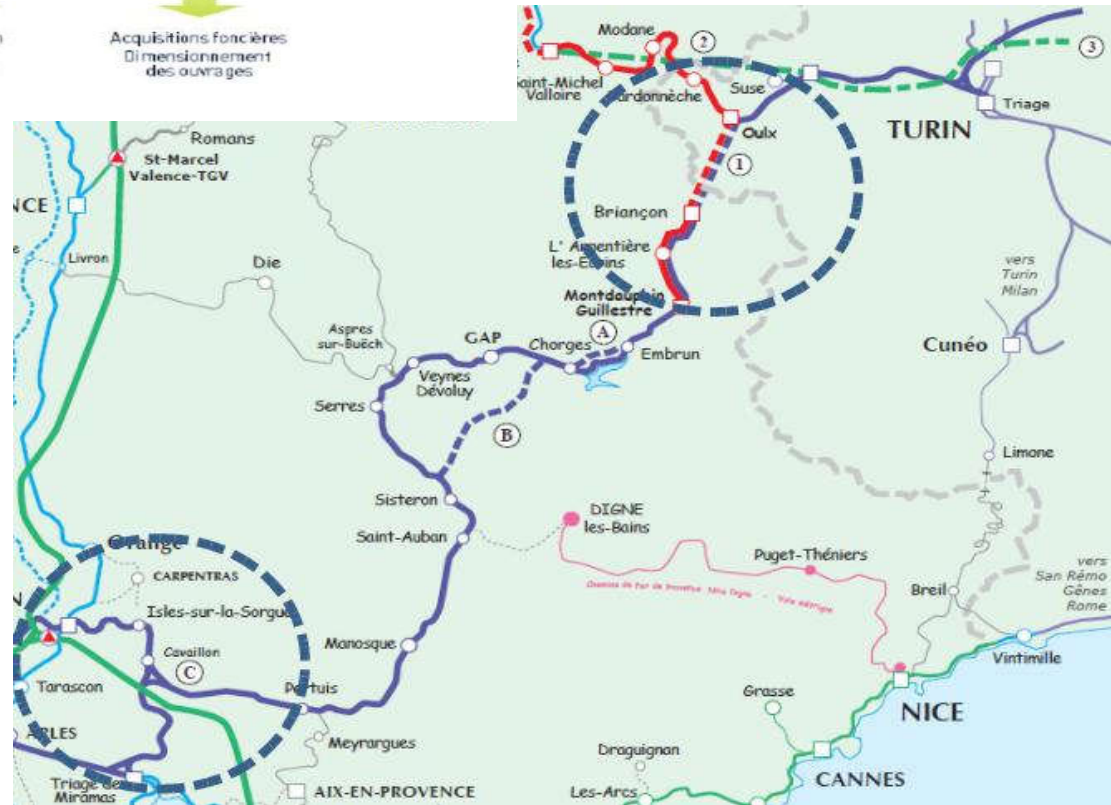 Acquisitions foncières
Dimensionnement
des ouvrages
Modane
2
3
Saint-Michel
Valloire
Suse
Triage
TURIN
Oulx
1
Romans
St-Marcel
Valence-TGV
Briançon
Livron
Die
L' Argentière
les-Ecrins
vers
Turin
Milan
Montdauphin
Guillestre
A
Aspres
sur-Buëch
GAP
Chorges
Embrun
Cunéo
Veynes
Dévoluy
Serres
B
Limone
Sisteron
DIGNE
les-Bains
Saint-Auban
Orange
Puget-Théniers
vers
San Rémo
Gênes
Rome
CARPENTRAS
Breil
Isles-sur-la-Sorgue
Manosque
Cavaillon
C
Vintimille
Tarascon
Pertuis
Grasse
NICE
ARLES
Meyrargues
Draguignan
Triage de
Miramas
AIX-EN-PROVENCE
Les-Arcs
CANNES